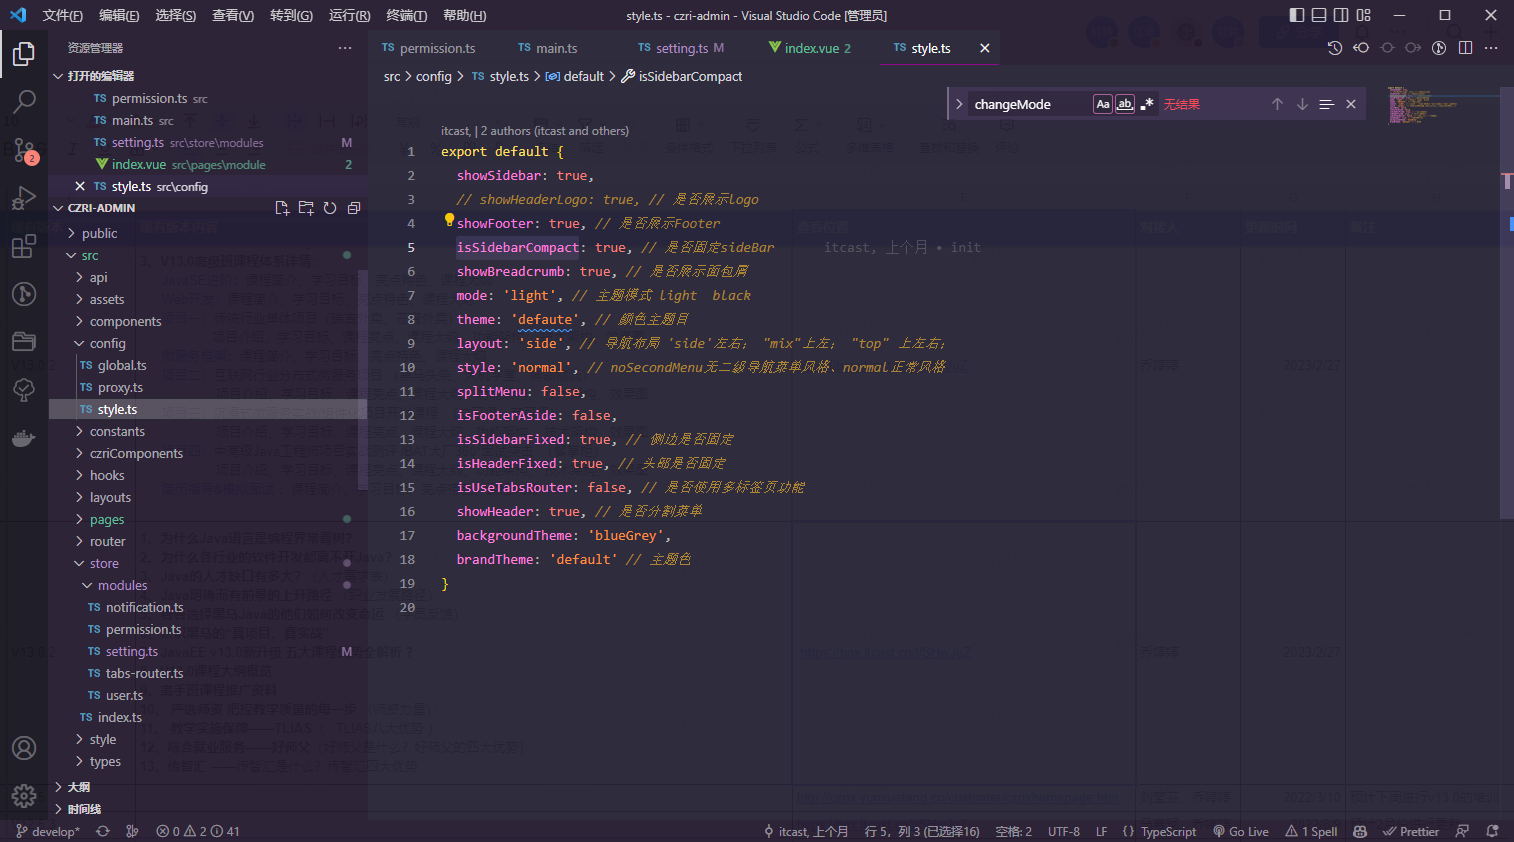 文件(F) 编辑(E) 选择(S) 查看(V) 转到(G) 运行(R) 终端(T) 帮助(H)
style.ts - czri-admin - Visual Studio Code [管理员]
资源管理器 ···
TS permission.ts
TS main.ts
TS setting.ts M
index.vue 2
TS style.ts
打开的编辑器
TS permission.ts src
TS main.ts src
TS setting.ts src\store\modules M
index.vue src\pages\module 2
TS style.ts src\config
CZRI-ADMIN
public
src
api
assets
components
config
TS global.ts
TS proxy.ts
TS style.ts
constants
czriComponents
hooks
layouts
pages
router
store
modules
TS notification.ts
TS permission.ts
TS setting.ts M
TS tabs-router.ts
TS user.ts
TS index.ts
style
types
大纲
时间线
2
src > config > TS style.ts > default > isSidebarCompact
changeMode Aa ab .* 无结果
itcast, | 2 authors (itcast and others)
1 export default {
2 showSidebar: true,
3 // showHeaderLogo: true, // 是否展示logo
4 showFooter: true, // 是否展示Footer
5 isSidebarCompact: true, // 是否固定sideBar itcast, 上个月 • init
6 showBreadcrumb: true, // 是否展示面包屑
7 mode: 'light', // 主题模式 light  black
8 theme: 'defaute', // 颜色主题目
9 layout: 'side', // 导航布局 'side'左右; "mix"上左; "top" 上左右;
10 style: 'normal', // noSecondMenu无二级导航菜单风格、normal正常风格
11 splitMenu: false,
12 isFooterAside: false,
13 isSidebarFixed: true, // 侧边是否固定
14 isHeaderFixed: true, // 头部是否固定
15 isUseTabsRouter: false, // 是否使用多标签页功能
16 showHeader: true, // 是否分割菜单
17 backgroundTheme: 'blueGrey',
18 brandTheme: 'default' // 主题色
19 }
20
develop* 0 2 41
itcast, 上个月 行 5, 列 3 (已选择16) 空格: 2 UTF-8 LF {} TypeScript Go Live 1 Spell Prettier